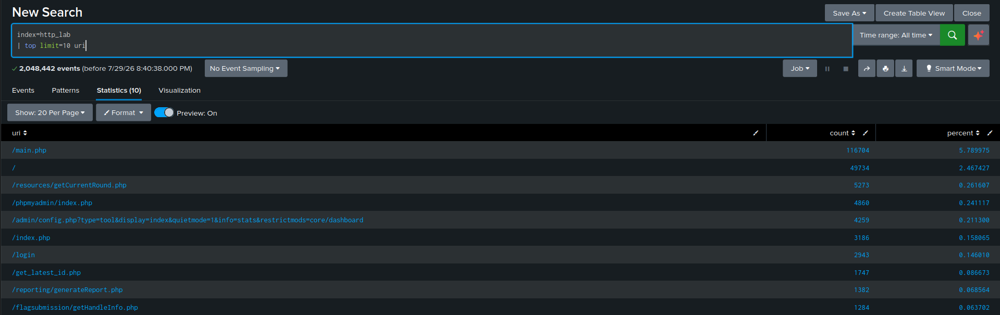 New Search
Save As
Create Table View
Close
index=http_lab
| top limit=10 uri
Time range: All time
2,048,442 events (before 7/29/26 8:40:38.000 PM)
No Event Sampling
Job
Smart Mode
Events
Patterns
Statistics (10)
Visualization
Show: 20 Per Page
Format
Preview: On
uri count percent
/main.php 116704 5.789975
/ 49734 2.467427
/resources/getCurrentRound.php 5273 0.261607
/phpmyadmin/index.php 4860 0.241117
/admin/config.php?type=tool&display=index&quietmode=1&info=stats&restrictmods=core/dashboard 4259 0.211300
/index.php 3186 0.158065
/login 2943 0.146010
/get_latest_id.php 1747 0.086673
/reporting/generateReport.php 1382 0.068564
/flagsubmission/getHandleInfo.php 1284 0.063702